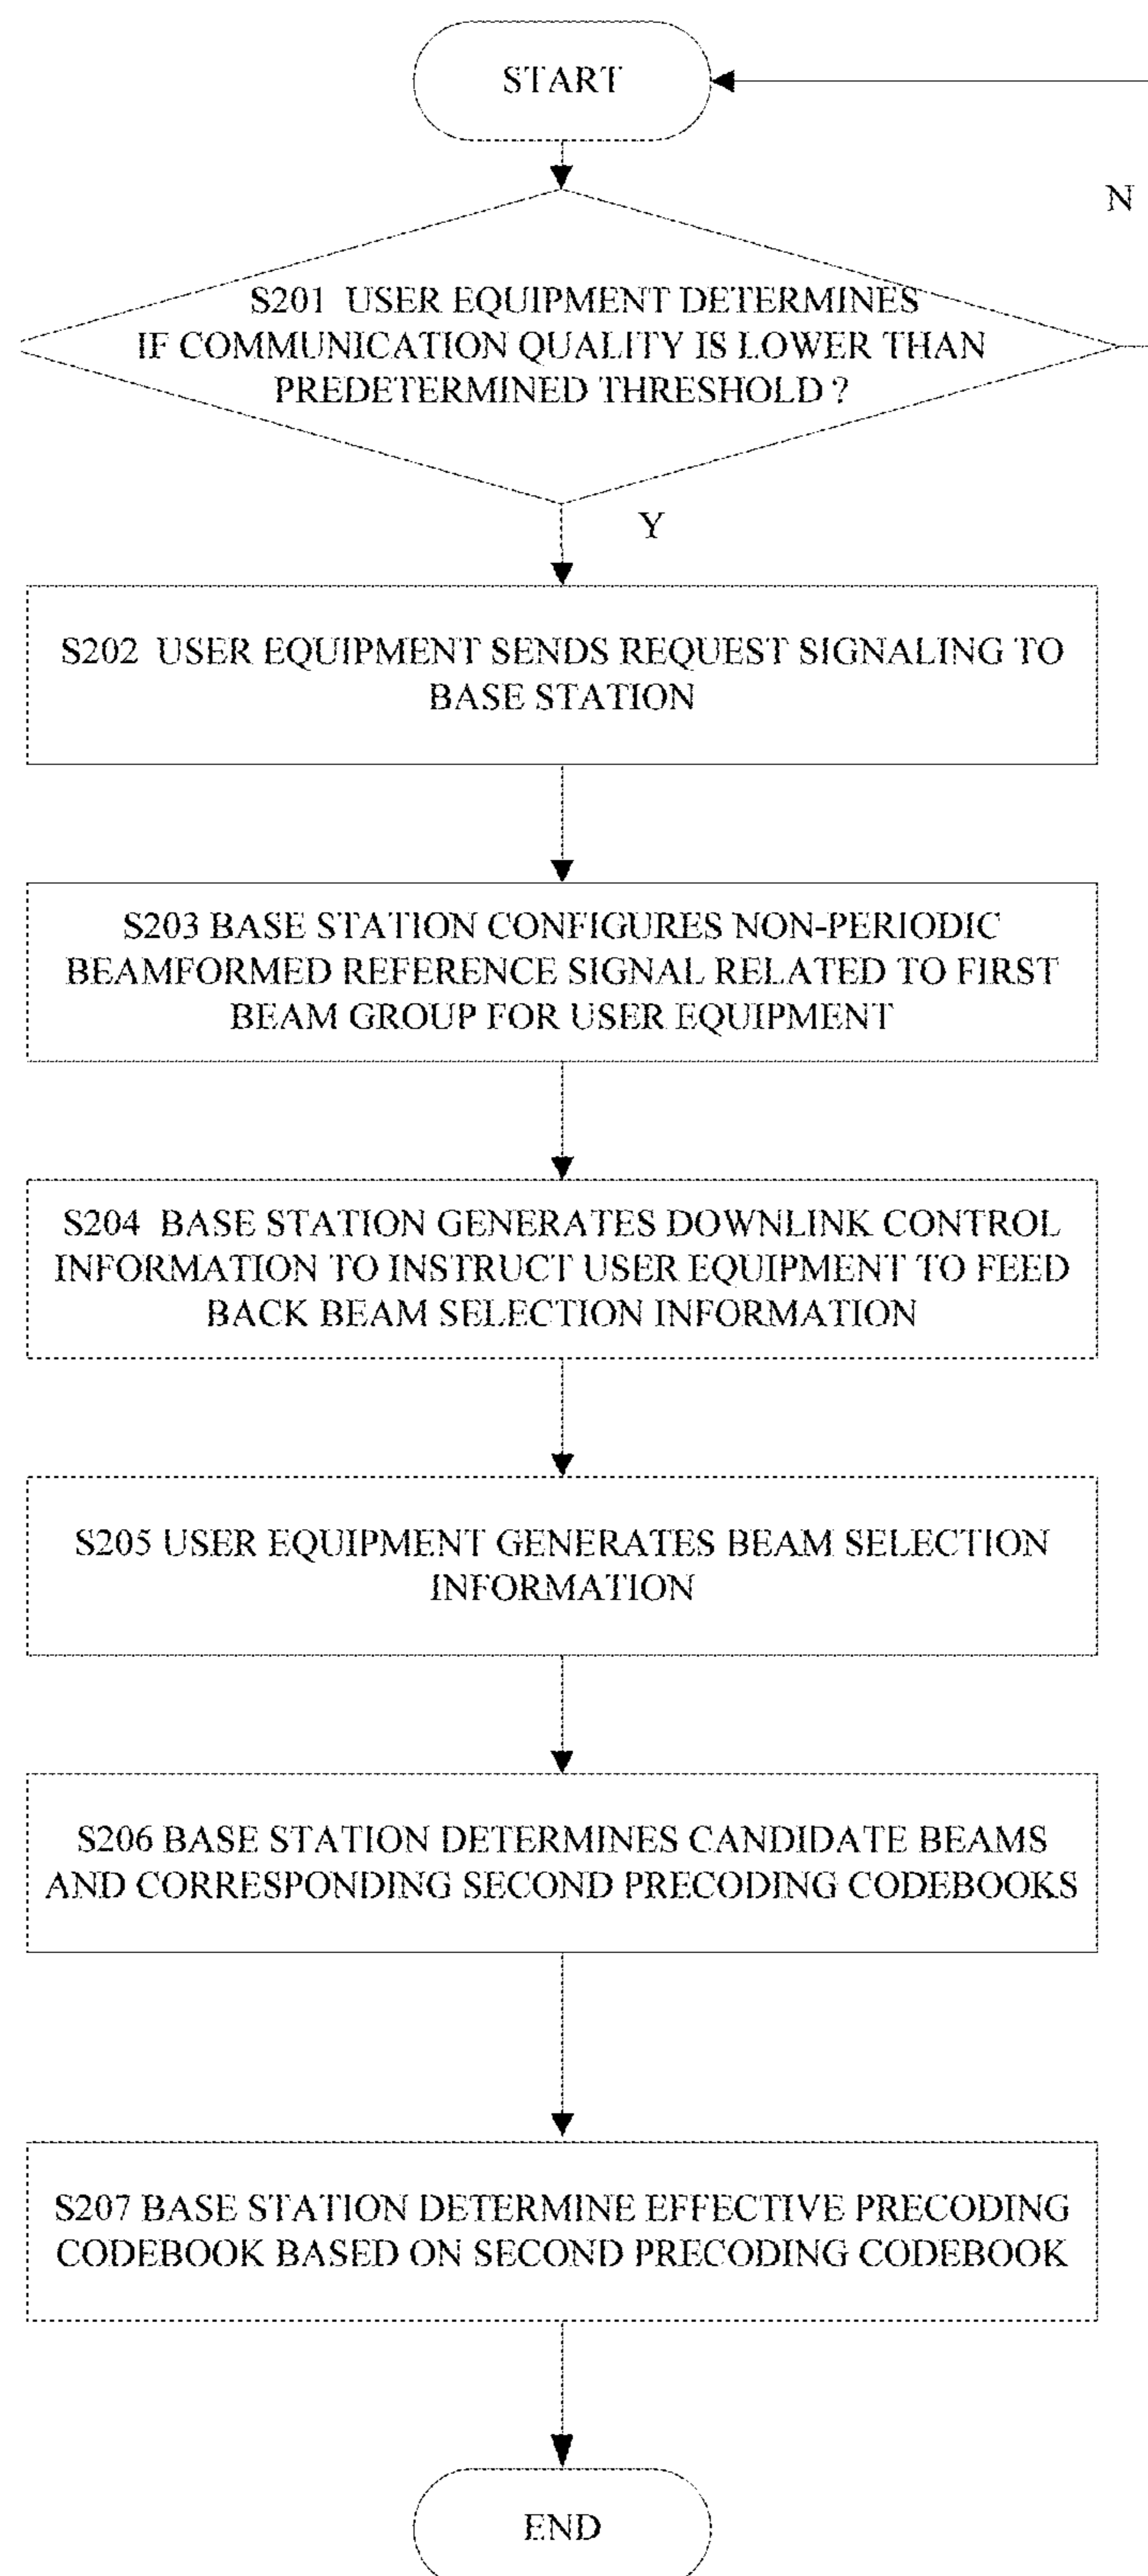 START
N
S201 USER EQUIPMENT DETERMINES
IF COMMUNICATION QUALITY IS LOWER THAN
PREDETERMINED THRESHOLD ?
Y
S202 USER EQUIPMENT SENDS REQUEST SIGNALING TO
BASE STATION
S203 BASE STATION CONFIGURES NON-PERIODIC
BEAMFORMED REFERENCE SIGNAL RELATED TO FIRST
BEAM GROUP FOR USER EQUIPMENT
S204 BASE STATION GENERATES DOWNLINK CONTROL
INFORMATION TO INSTRUCT USER EQUIPMENT TO FEED
BACK BEAM SELECTION INFORMATION
S205 USER EQUIPMENT GENERATES BEAM SELECTION
INFORMATION
S206 BASE STATION DETERMINES CANDIDATE BEAMS
AND CORRESPONDING SECOND PRECODING CODEBOOKS
S207 BASE STATION DETERMINE EFFECTIVE PRECODING
CODEBOOK BASED ON SECOND PRECODING CODEBOOK
END